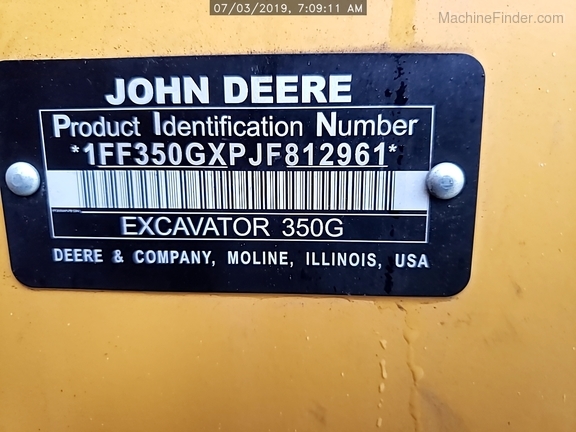 07/03/2019, 7:09:11 AM
MachineFinder.com
JOHN DEERE
Product Identification Number
*1FF350GXPJF812961*
EXCAVATOR 350G
DEERE & COMPANY, MOLINE, ILLINOIS, USA